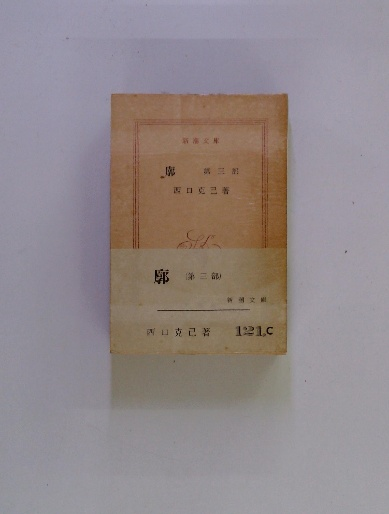 新潮文庫
廓 第三部
西口克己著
廓 (第三部)
新潮文庫
西口克己著 121c